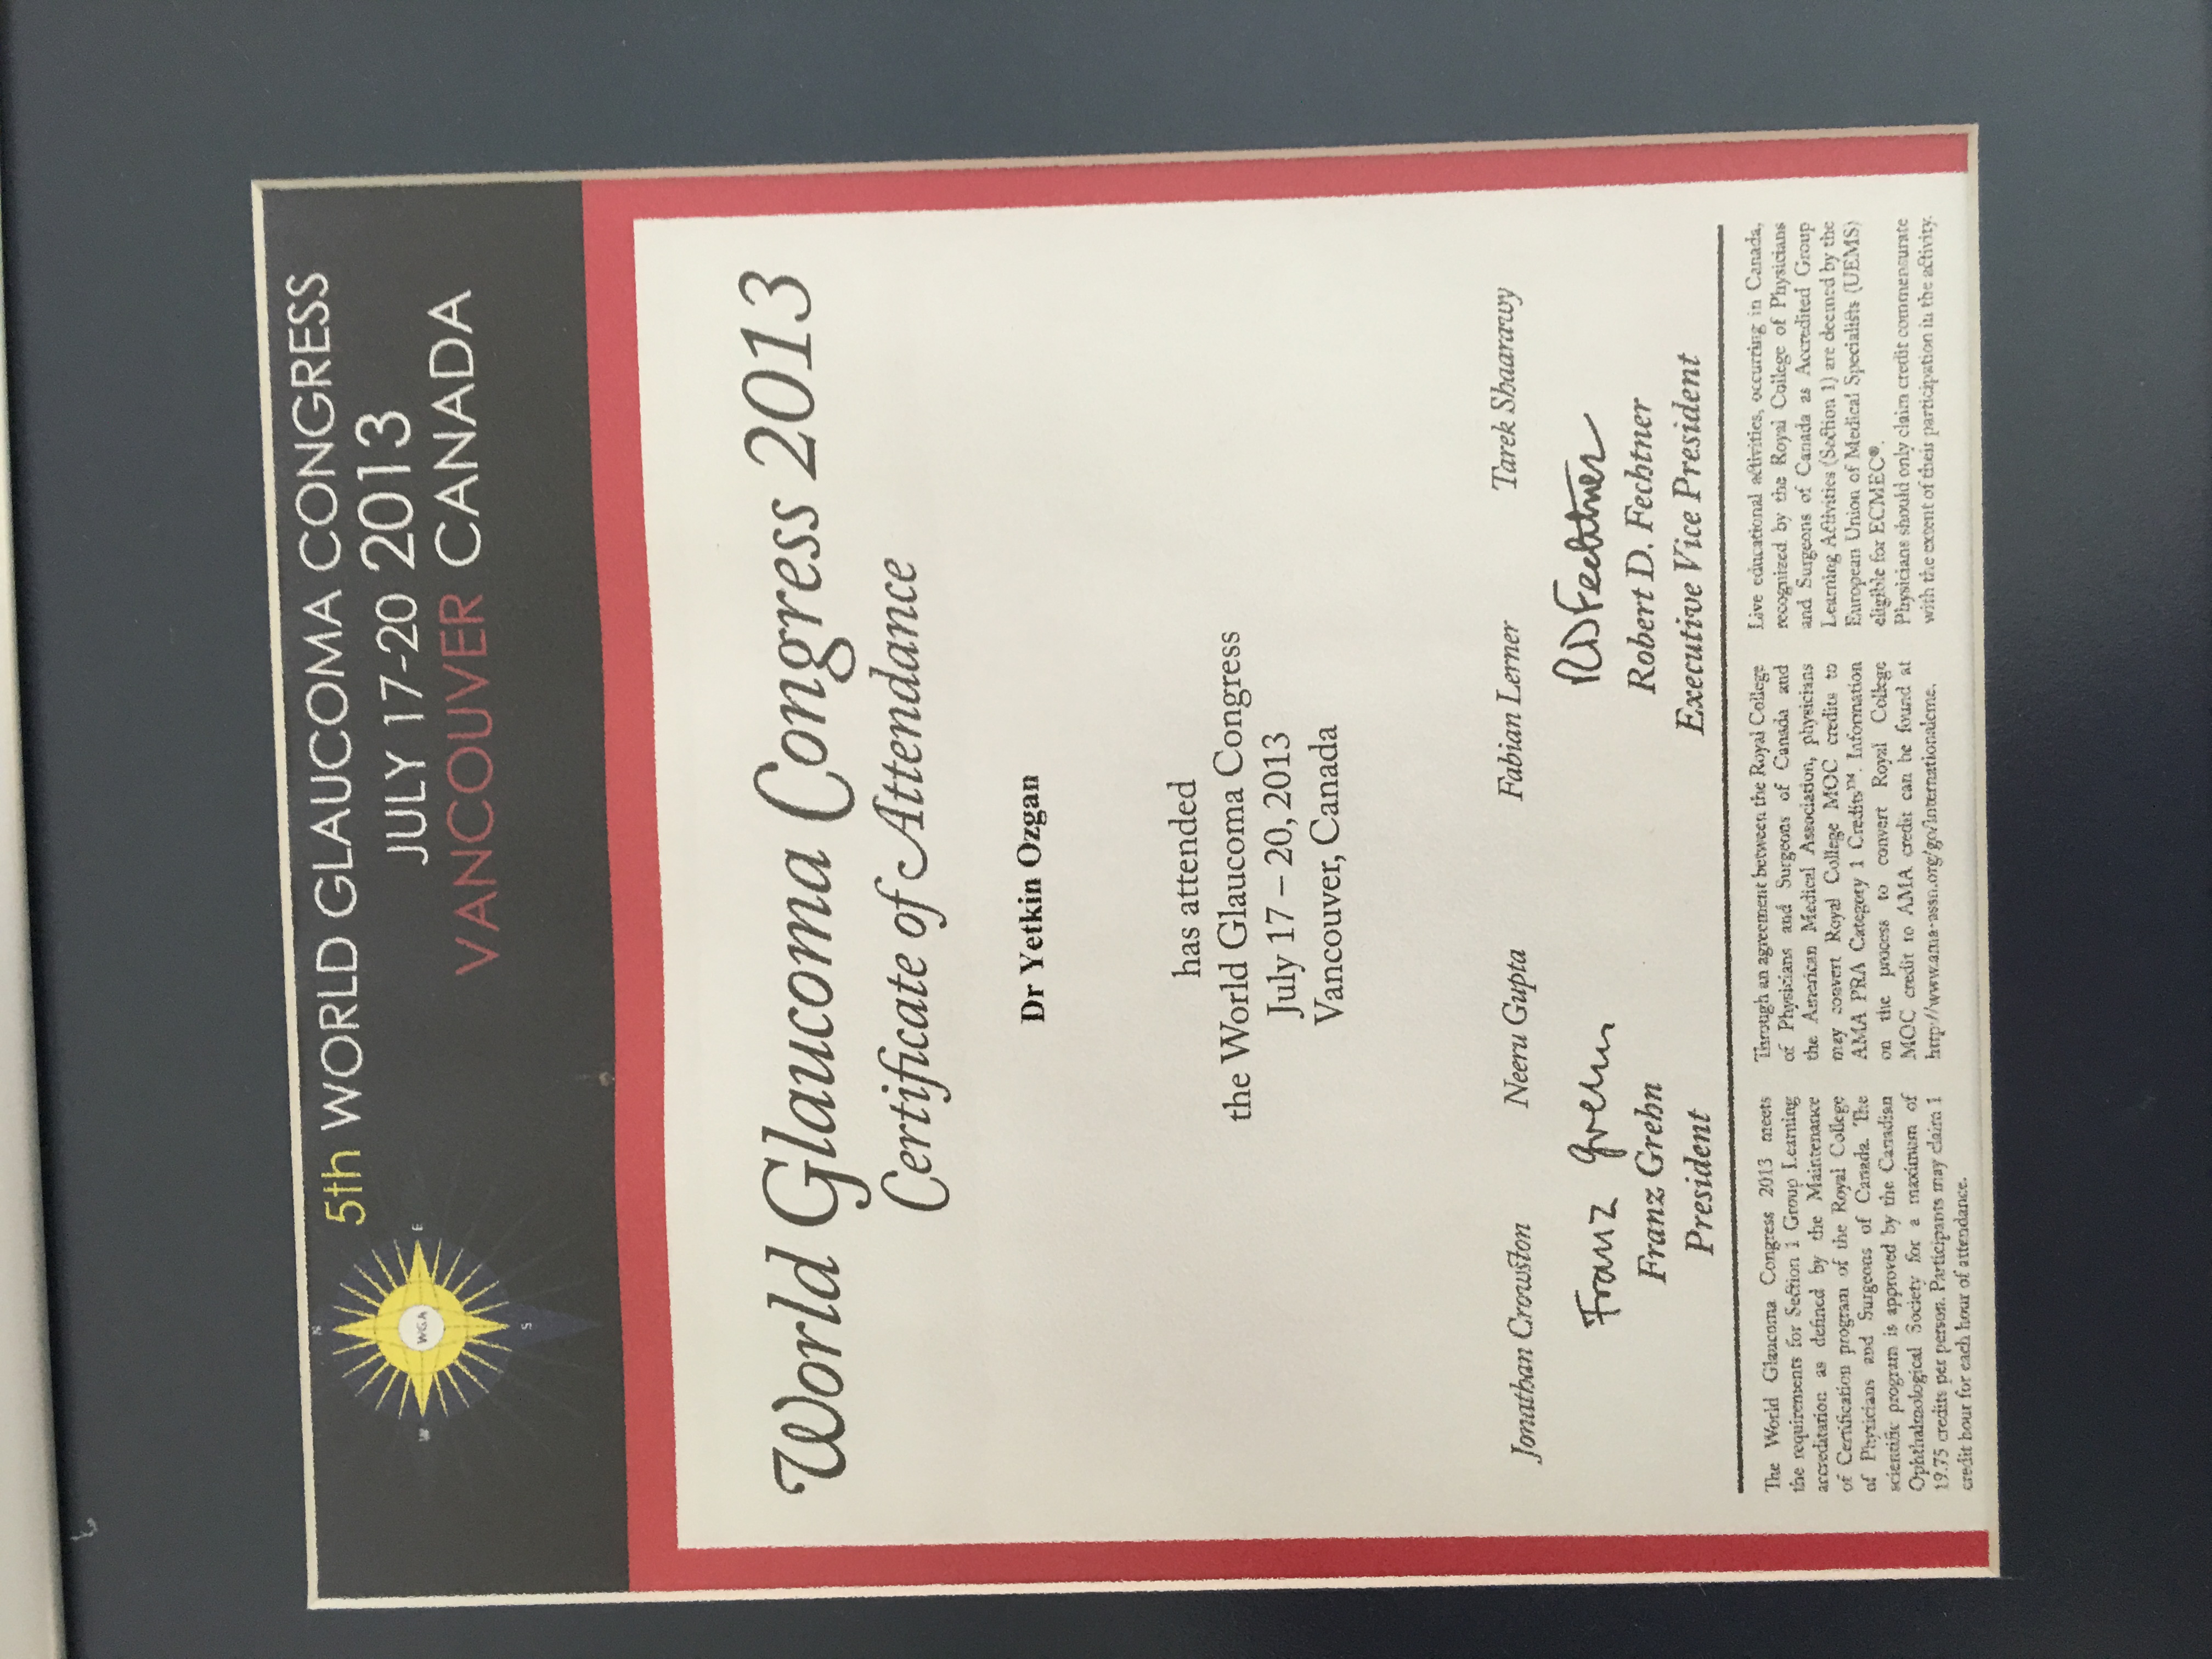 5th WORLD GLAUCOMA CONGRESS
JULY 17-20 2013
VANCOUVER CANADA
N
E
S
W
WGA
World Glaucoma Congress 2013
Certificate of Attendance
Dr Yetkin Ozgan
has attended
the World Glaucoma Congress
July 17 – 20, 2013
Vancouver, Canada
Jonathan Crowston Neeru Gupta Fabian Lerner Tarek Shaarawy
Franz Grehn
RDFechtner
Franz Grehn
President
Robert D. Fechtner
Executive Vice President
The World Glaucoma Congress 2013 meets
the requirements for Section 1 Group Learning
accreditation as defined by the Maintenance
of Certification program of the Royal College
of Physicians and Surgeons of Canada. The
scientific program is approved by the Canadian
Ophthalmological Society for a maximum of
19.75 credits per person. Participants may claim 1
credit hour for each hour of attendance.
Through an agreement between the Royal College
of Physicians and Surgeons of Canada and
the American Medical Association, physicians
may convert Royal College MOC credits to
AMA PRA Category 1 Credits™. Information
on the process to convert Royal College
MOC credit to AMA credit can be found at
http://www.ama-assn.org/go/internationalcme.
Live educational activities, occurring in Canada,
recognized by the Royal College of Physicians
and Surgeons of Canada as Accredited Group
Learning Activities (Section 1) are deemed by the
European Union of Medical Specialists (UEMS)
eligible for ECMEC®.
Physicians should only claim credit commensurate
with the extent of their participation in the activity.